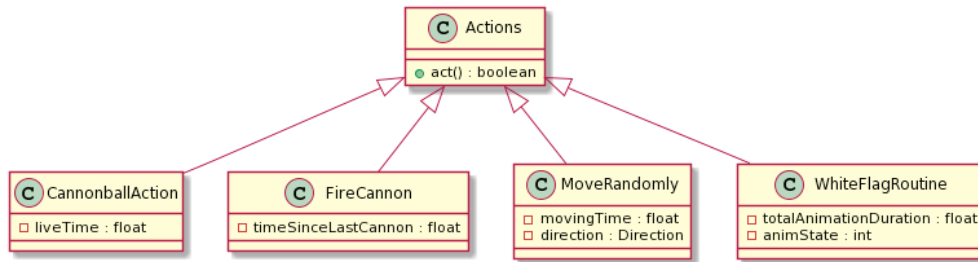 C Actions
act() : boolean
C CannonballAction
liveTime : float
C FireCannon
timeSinceLastCannon : float
C MoveRandomly
movingTime : float
direction : Direction
C WhiteFlagRoutine
totalAnimationDuration : float
animState : int